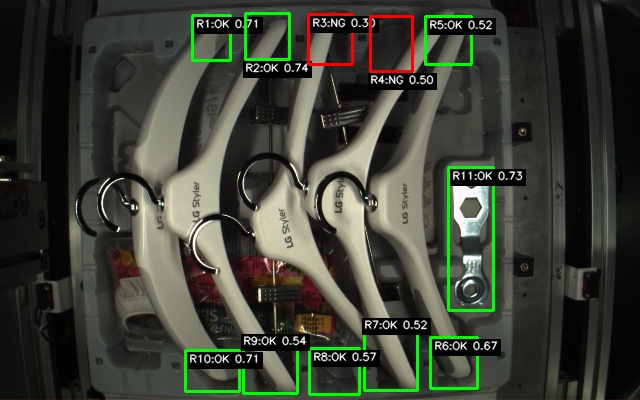 R1:OK 0.71
R2:OK 0.74
R3:NG 0.30
R4:NG 0.50
R5:OK 0.52
R11:OK 0.73
LG Styler
LG Styler
LG Styler
R10:OK 0.71
R9:OK 0.54
R8:OK 0.57
R7:OK 0.52
R6:OK 0.67